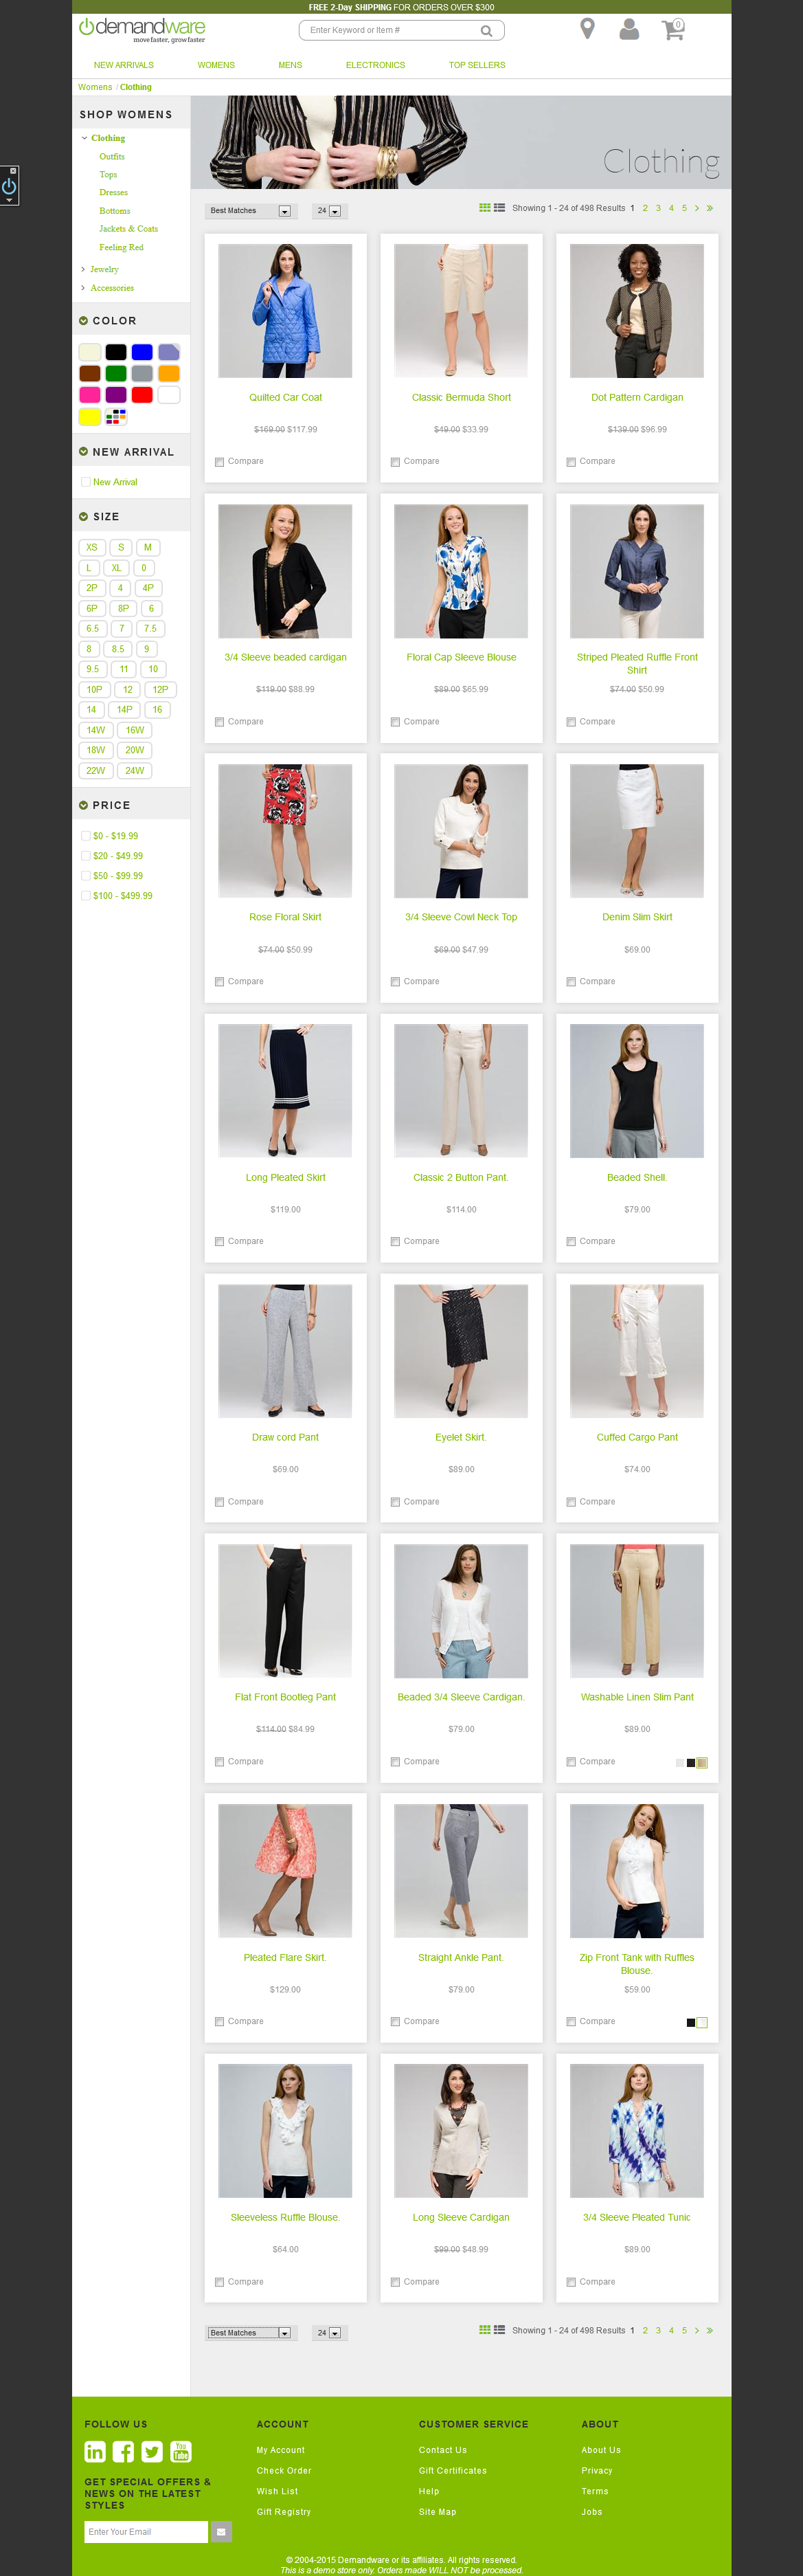 FREE 2-Day SHIPPING FOR ORDERS OVER $300
demandware
move faster, grow faster
Enter Keyword or Item #
0
NEW ARRIVALS WOMENS MENS ELECTRONICS TOP SELLERS
Womens / Clothing
SHOP WOMENS
Clothing
Outfits
Tops
Dresses
Bottoms
Jackets & Coats
Feeling Red
Jewelry
Accessories
COLOR
NEW ARRIVAL
New Arrival
SIZE
XS S M
L XL 0
2P 4 4P
6P 8P 6
6.5 7 7.5
8 8.5 9
9.5 11 10
10P 12 12P
14 14P 16
14W 16W
18W 20W
22W 24W
PRICE
$0 - $19.99
$20 - $49.99
$50 - $99.99
$100 - $499.99
Clothing
Best Matches 24 Showing 1 - 24 of 498 Results 1 2 3 4 5 > »
Quilted Car Coat Classic Bermuda Short Dot Pattern Cardigan
$169.00 $117.99 $49.00 $33.99 $139.00 $96.99
Compare Compare Compare
3/4 Sleeve beaded cardigan Floral Cap Sleeve Blouse Striped Pleated Ruffle Front
Shirt
$119.00 $88.99 $89.00 $65.99 $74.00 $50.99
Compare Compare Compare
Rose Floral Skirt 3/4 Sleeve Cowl Neck Top Denim Slim Skirt
$74.00 $50.99 $69.00 $47.99 $69.00
Compare Compare Compare
Long Pleated Skirt Classic 2 Button Pant. Beaded Shell.
$119.00 $114.00 $79.00
Compare Compare Compare
Draw cord Pant Eyelet Skirt. Cuffed Cargo Pant
$69.00 $89.00 $74.00
Compare Compare Compare
Flat Front Bootleg Pant Beaded 3/4 Sleeve Cardigan. Washable Linen Slim Pant
$114.00 $84.99 $79.00 $89.00
Compare Compare Compare
Pleated Flare Skirt. Straight Ankle Pant. Zip Front Tank with Ruffles
Blouse.
$129.00 $79.00 $59.00
Compare Compare Compare
Sleeveless Ruffle Blouse. Long Sleeve Cardigan 3/4 Sleeve Pleated Tunic
$64.00 $99.00 $48.99 $89.00
Compare Compare Compare
Best Matches 24 Showing 1 - 24 of 498 Results 1 2 3 4 5 > »
FOLLOW US ACCOUNT CUSTOMER SERVICE ABOUT
in f You Tube
My Account Contact Us About Us
Check Order Gift Certificates Privacy
Wish List Help Terms
Gift Registry Site Map Jobs
GET SPECIAL OFFERS &
NEWS ON THE LATEST
STYLES
Enter Your Email
© 2004-2015 Demandware or its affiliates. All rights reserved.
This is a demo store only. Orders made WILL NOT be processed.